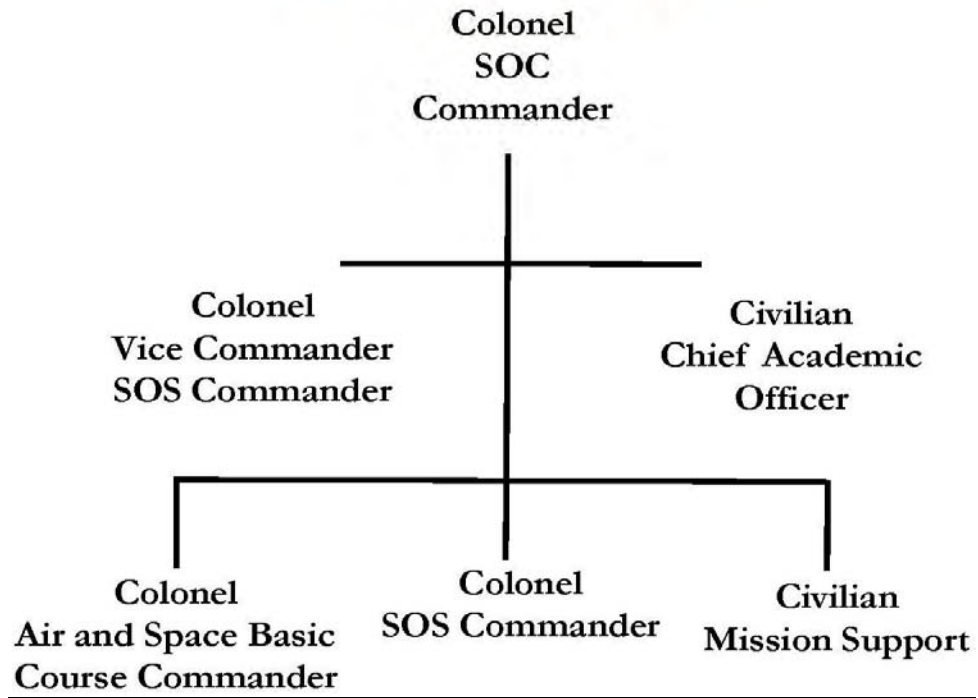 Colonel
SOC
Commander
Colonel
Vice Commander
SOS Commander
Civilian
Chief Academic
Officer
Colonel
Air and Space Basic
Course Commander
Colonel
SOS Commander
Civilian
Mission Support